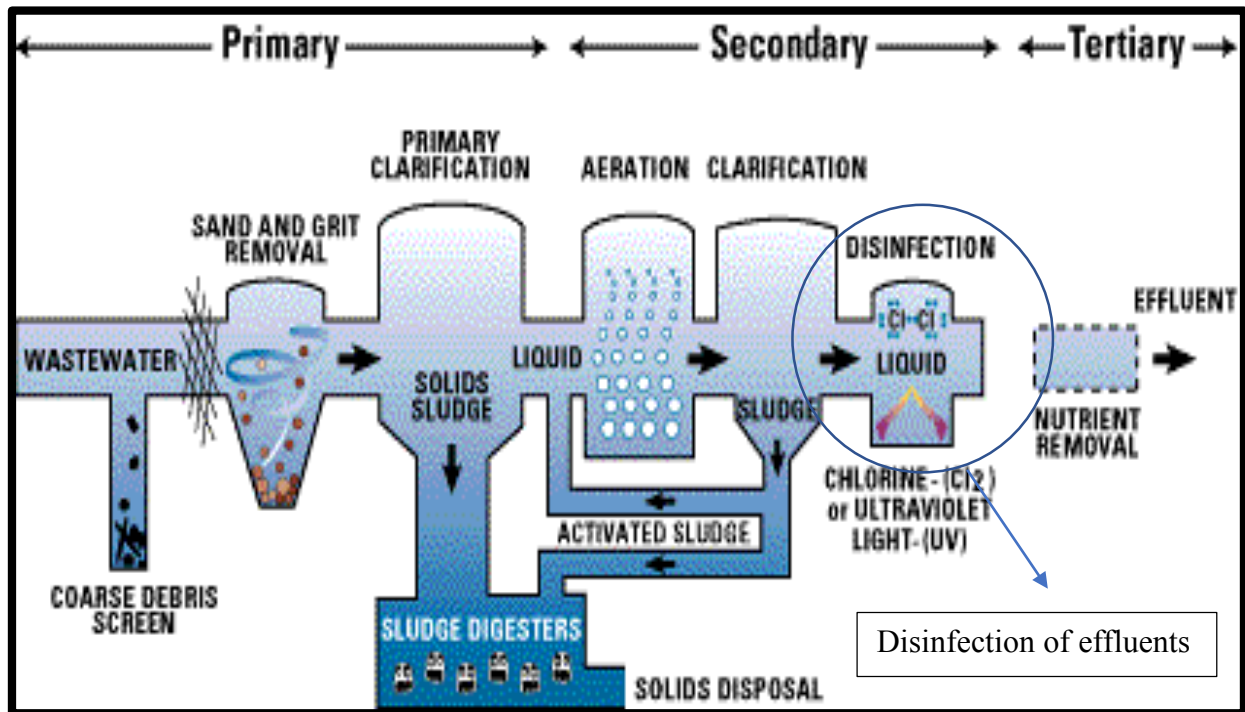 Primary
Secondary
Tertiary
PRIMARY
CLARIFICATION
AERATION
CLARIFICATION
SAND AND GRIT
REMOVAL
DISINFECTION
EFFLUENT
Cl-Cl
WASTEWATER
LIQUID
LIQUID
SOLIDS
SLUDGE
SLUDGE
NUTRIENT
REMOVAL
CHLORINE-(Cl2)
or ULTRAVIOLET
LIGHT-(UV)
ACTIVATED SLUDGE
COARSE DEBRIS
SCREEN
SLUDGE DIGESTERS
Disinfection of effluents
SOLIDS DISPOSAL